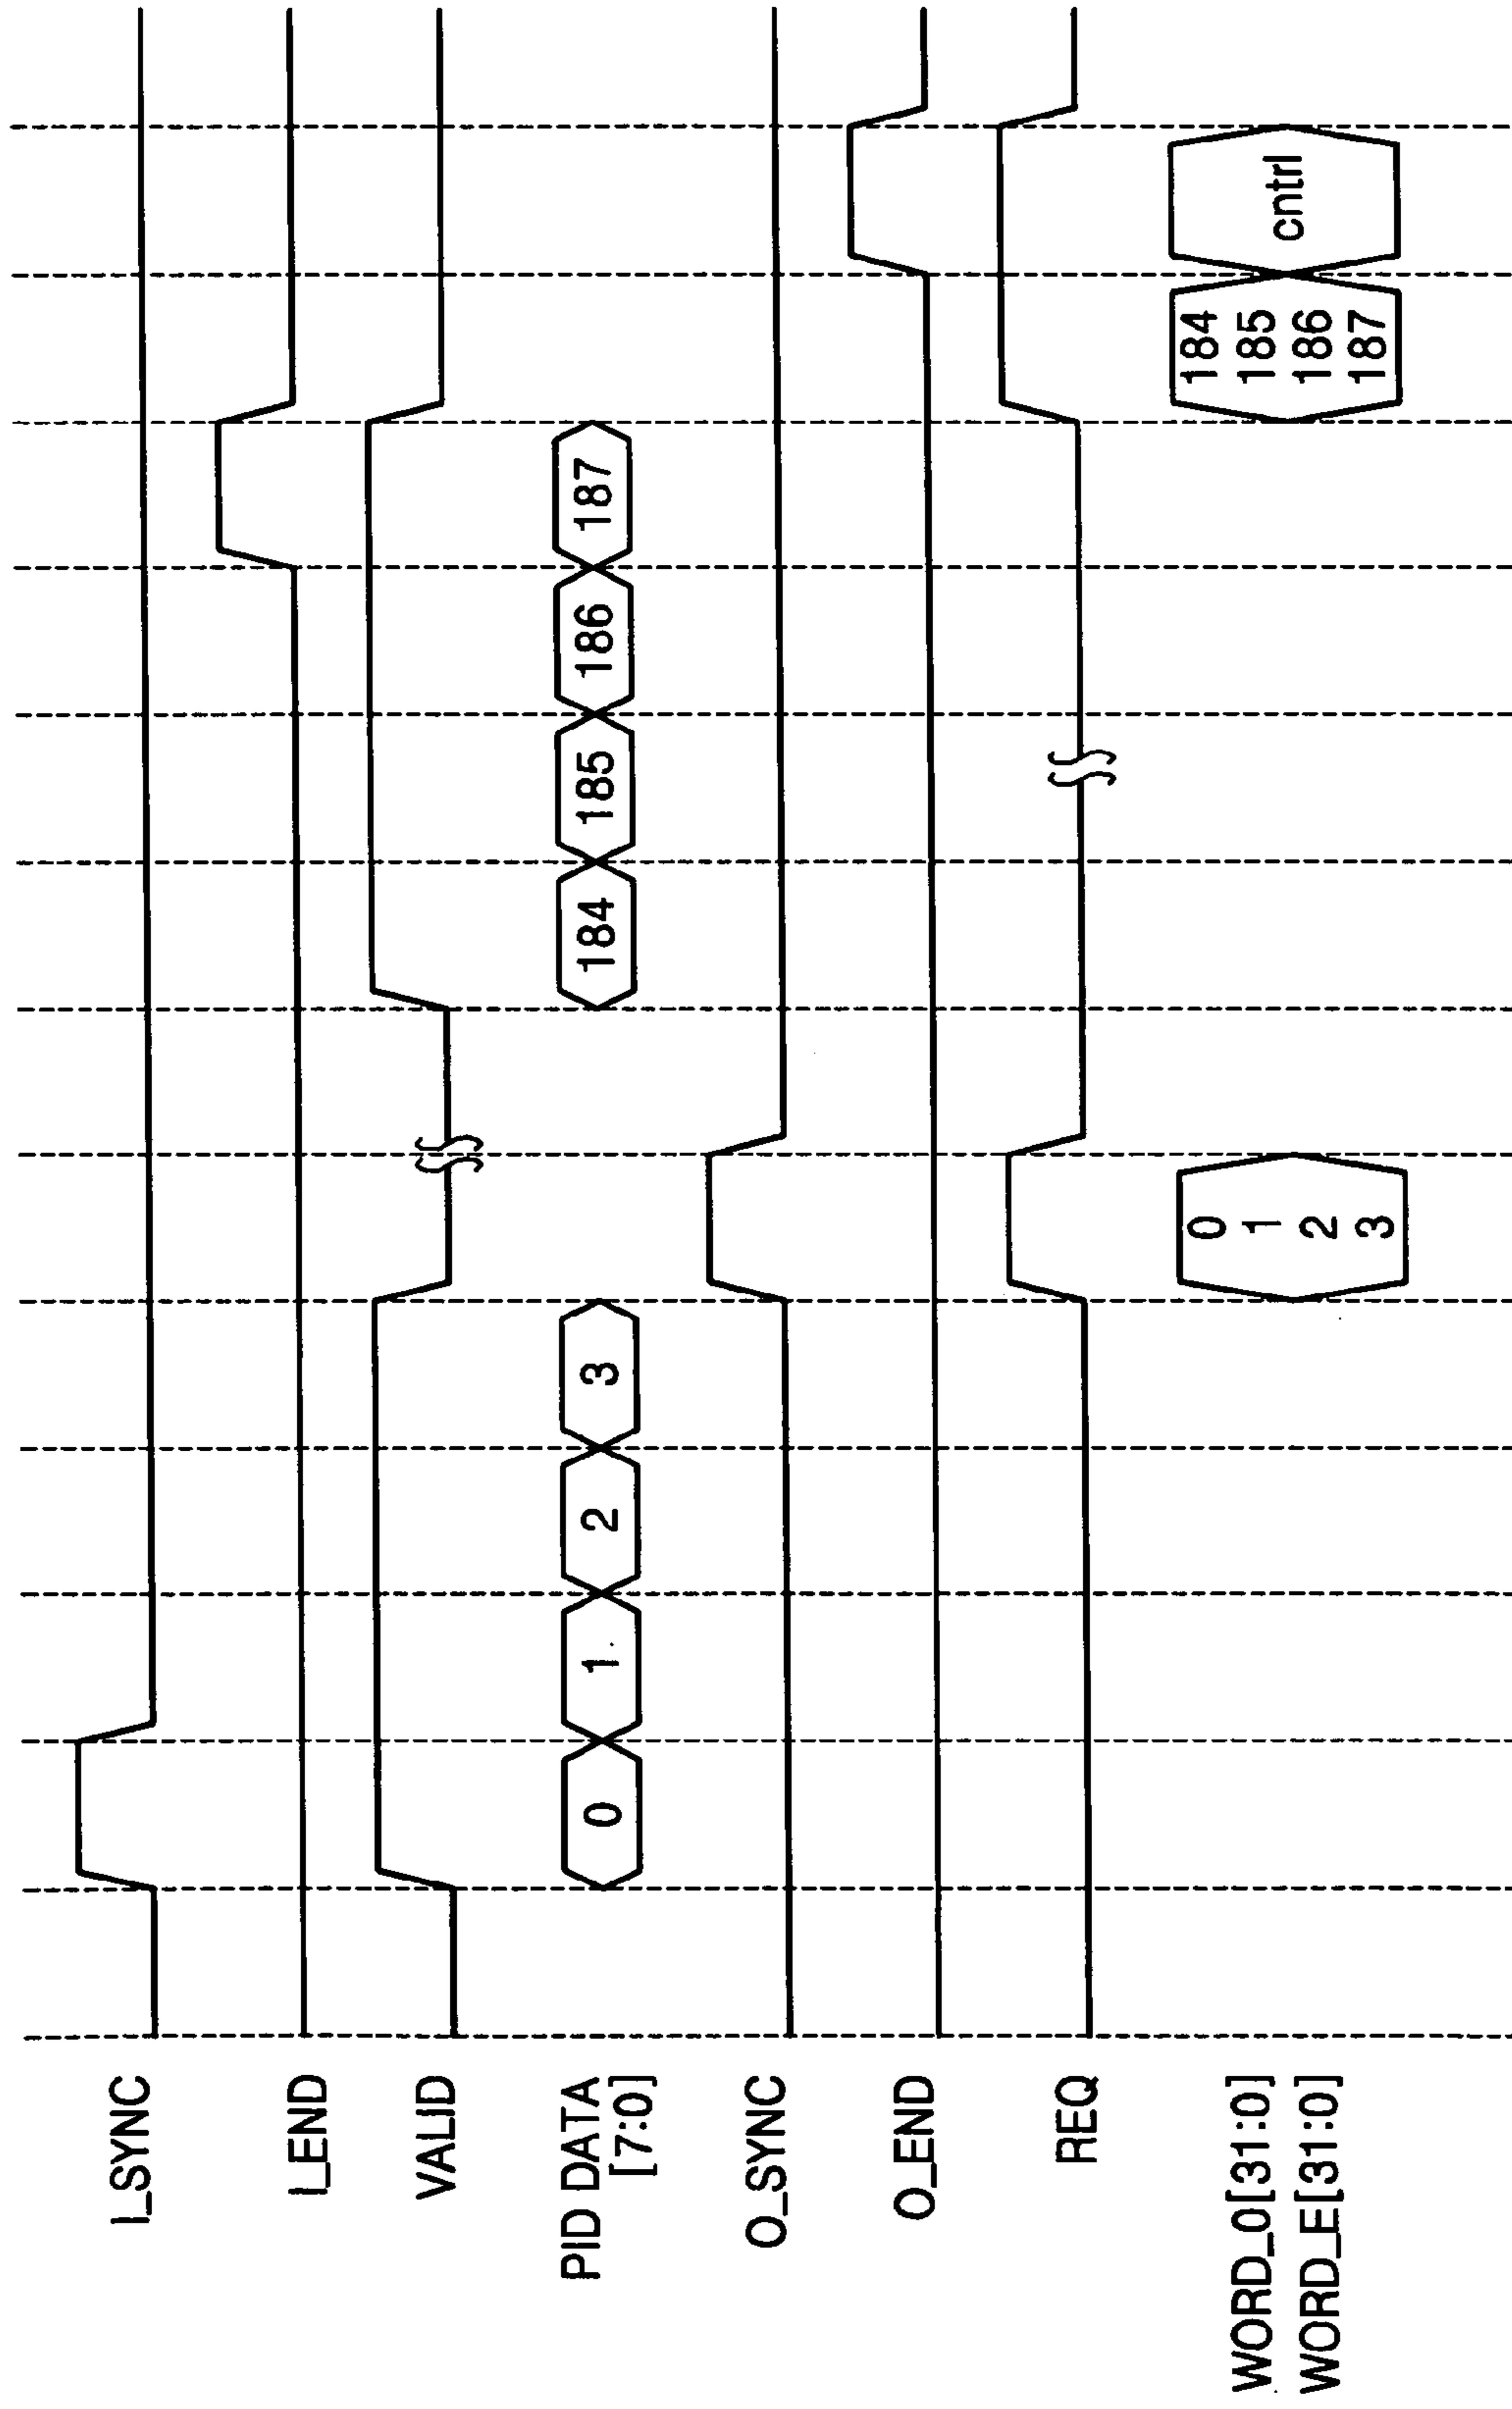 I_SYNC
I_END
VALID
PID DATA
[7:0]
0 1 2 3 184 185 186 187
O_SYNC
O_END
REQ
WORD_0[31:0]
WORD_E[31:0]
0
1
2
3
184
185
186
187
cntrl